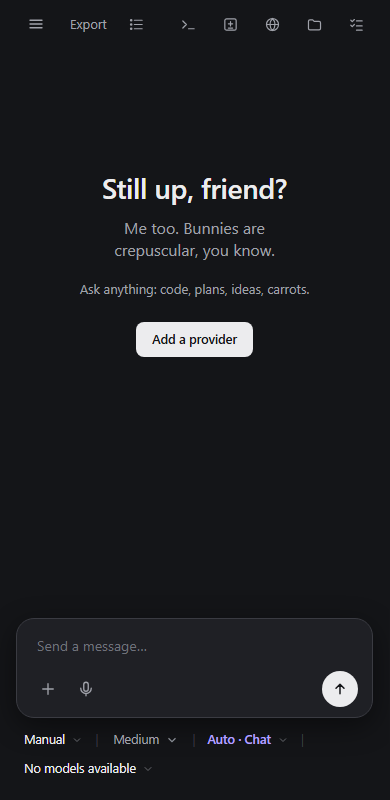 Export
Still up, friend?
Me too. Bunnies are
crepuscular, you know.
Ask anything: code, plans, ideas, carrots.
Add a provider
Send a message...
Manual
Medium
Auto · Chat
No models available